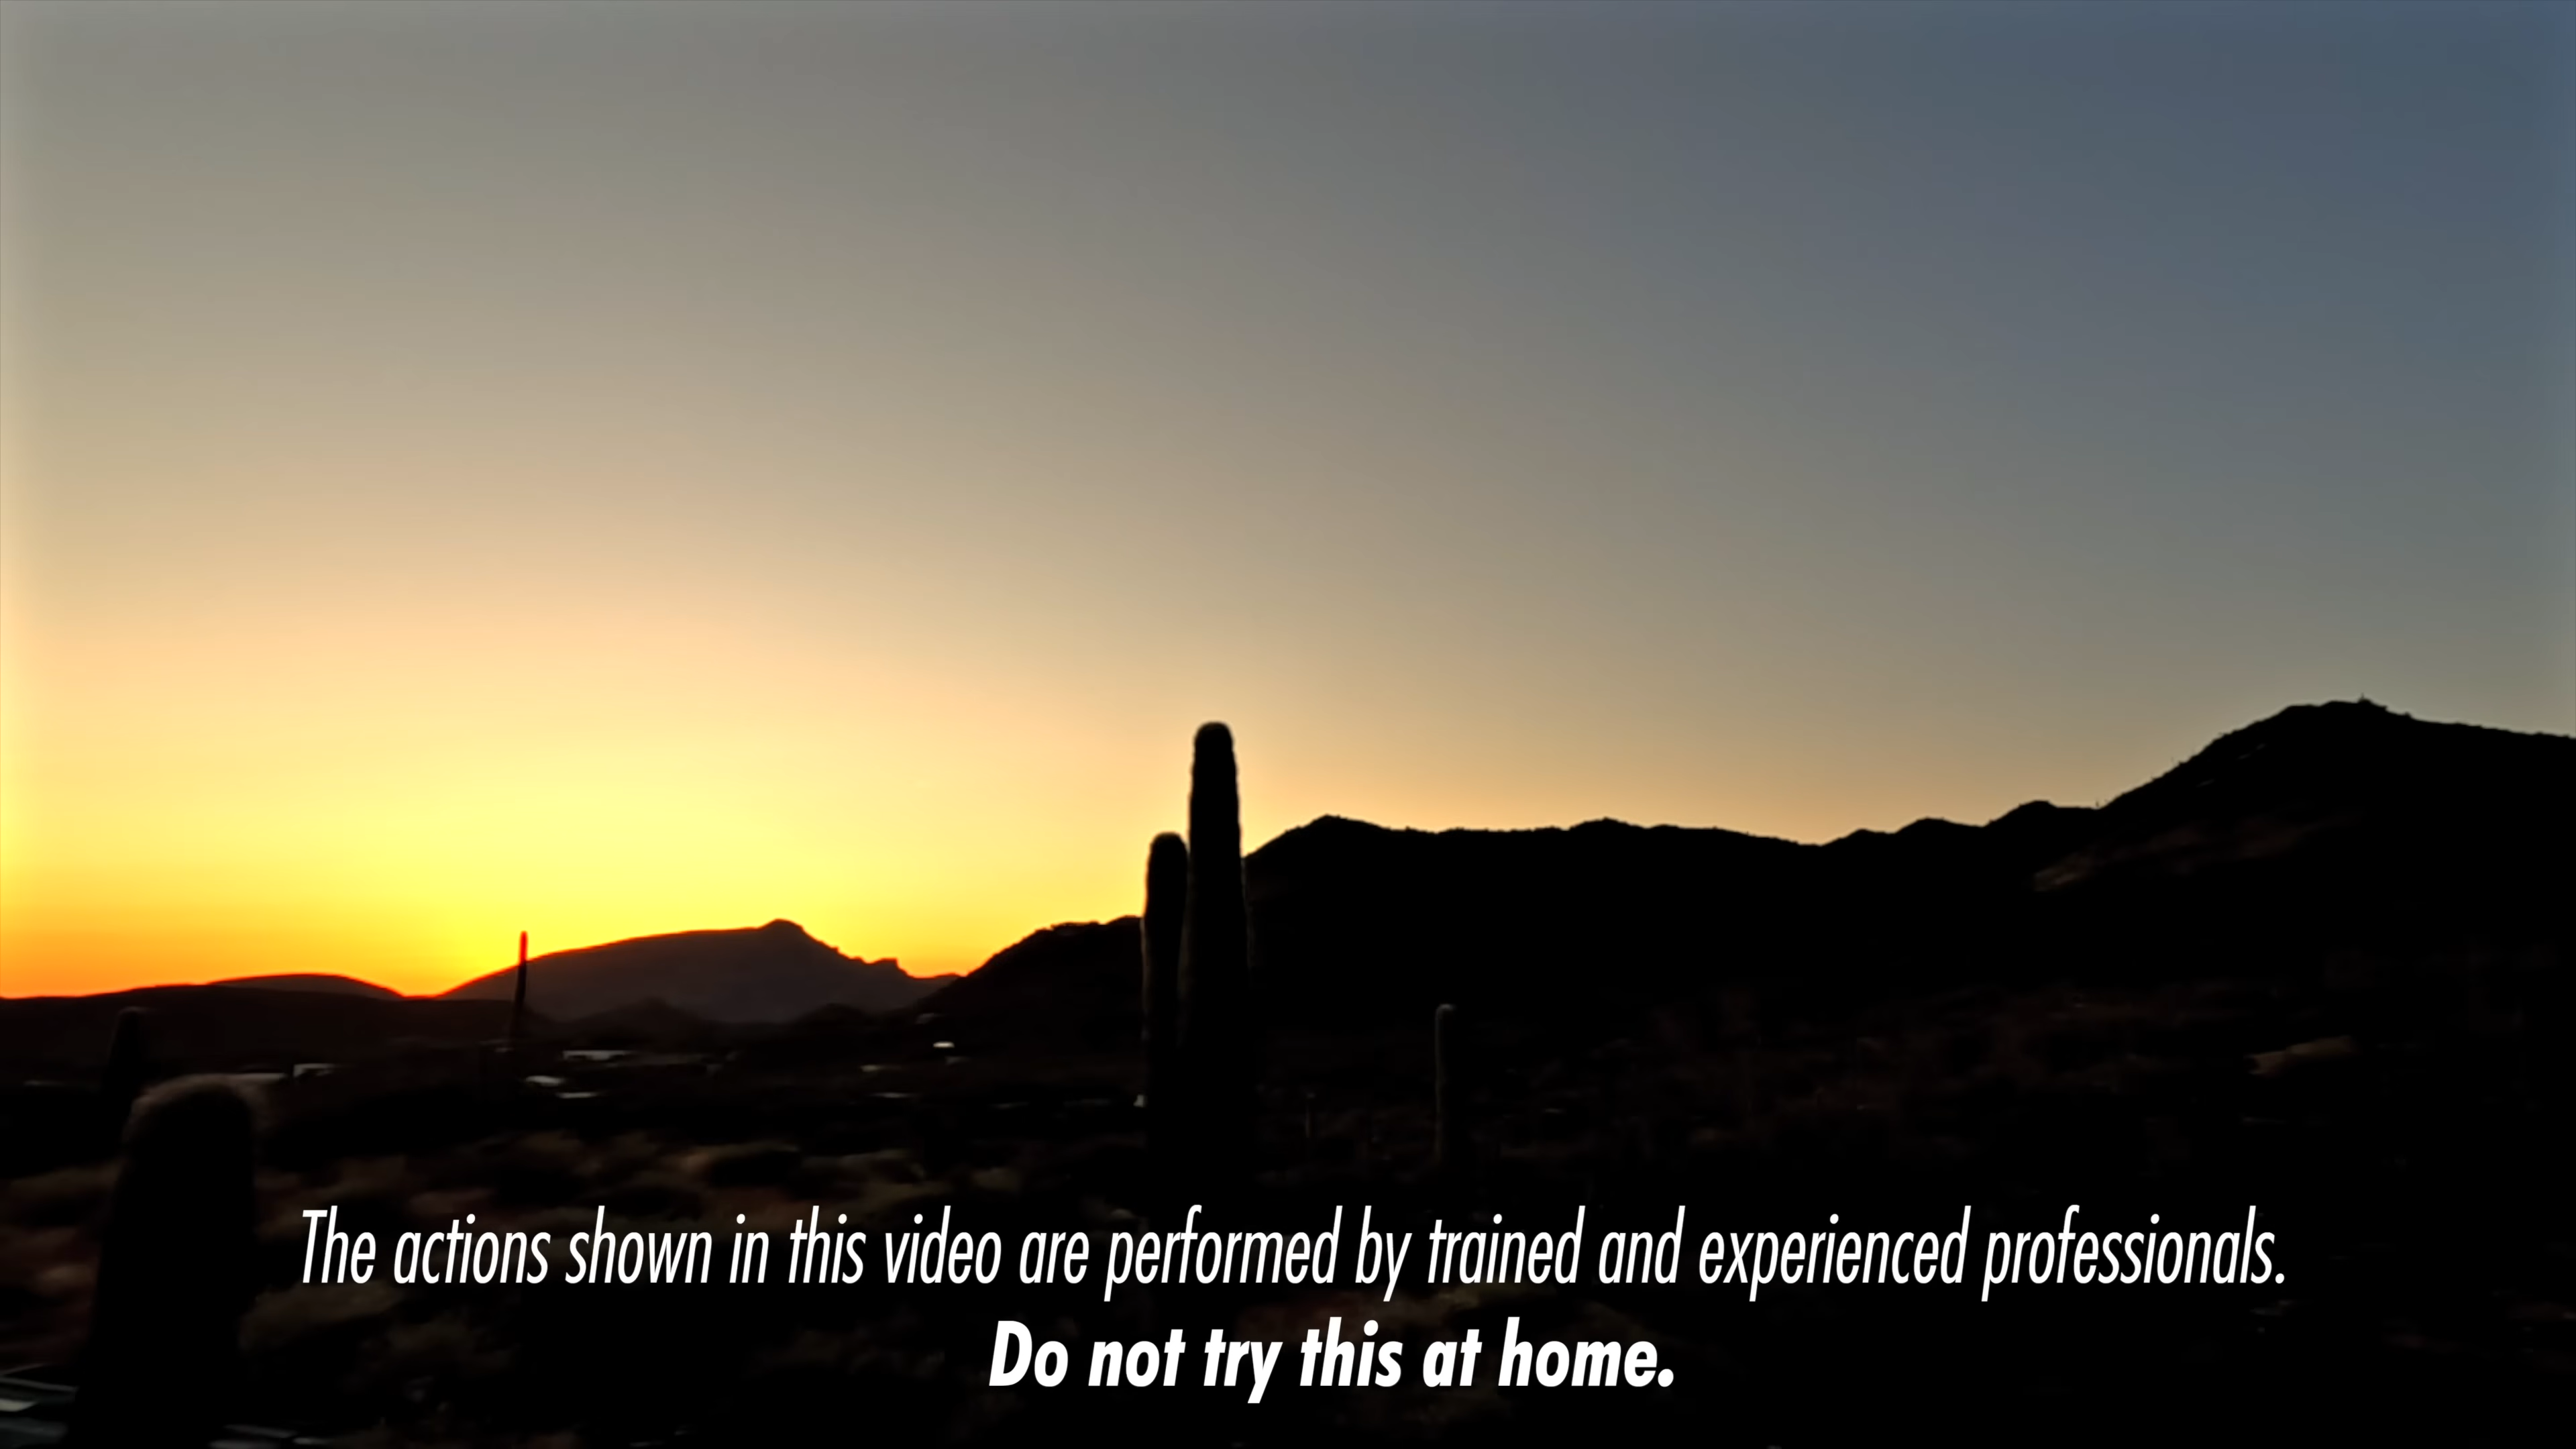 The actions shown in this video are performed by trained and experienced professionals.
Do not try this at home.